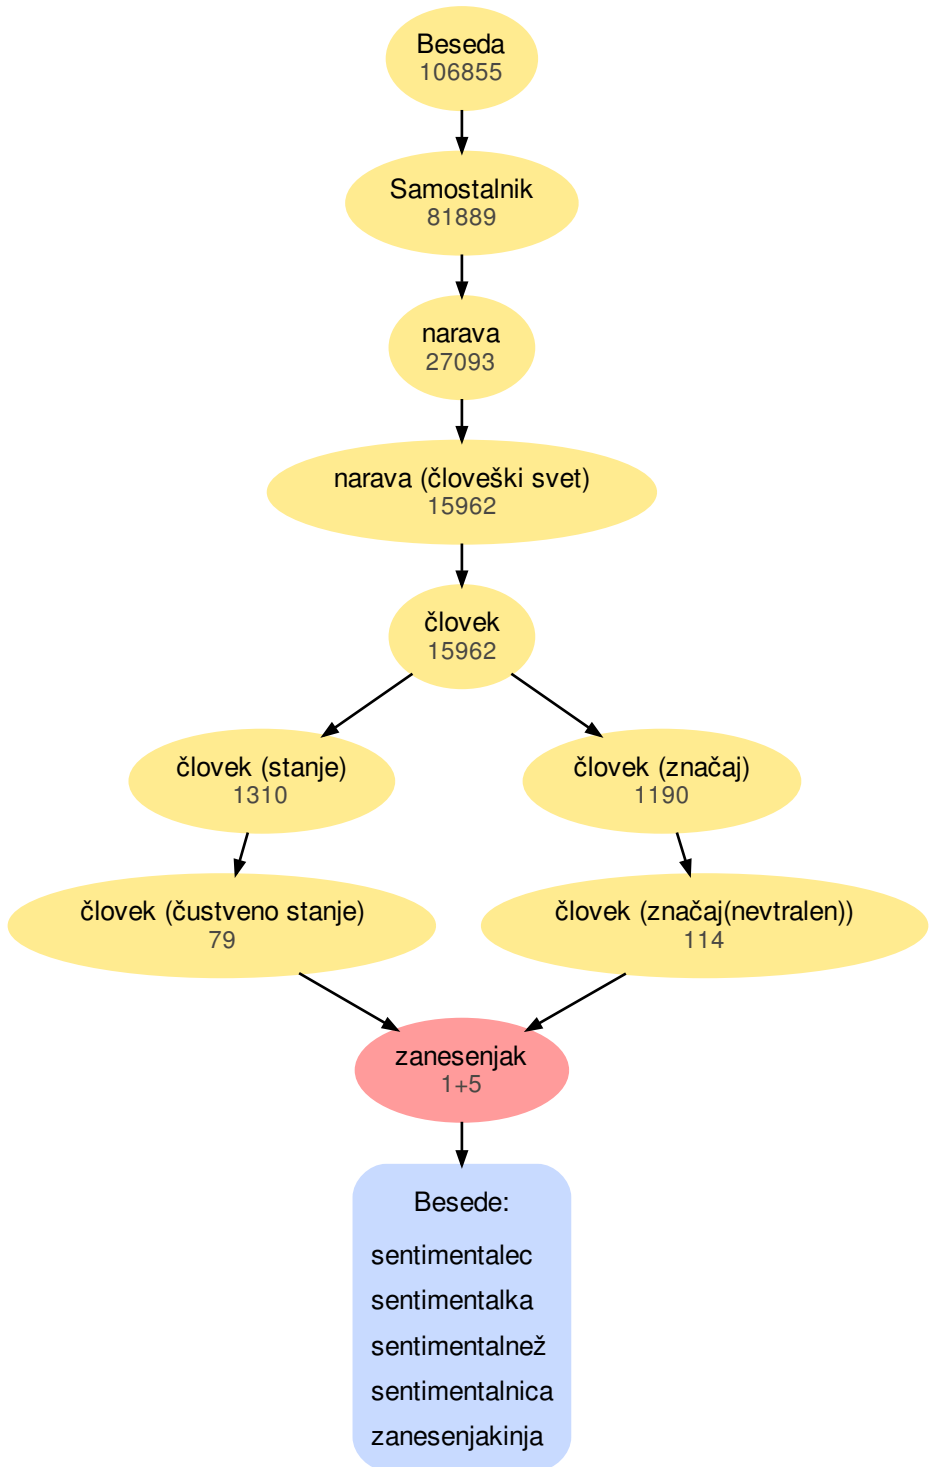 Beseda
106855
Samostalnik
81889
narava
27093
narava (človeški svet)
15962
človek
15962
človek (stanje)
1310
človek (značaj)
1190
človek (čustveno stanje)
79
človek (značaj(nevtralen))
114
zanesenjak
1+5
Besede:
sentimentalec
sentimentalka
sentimentalnež
sentimentalnica
zanesenjakinja